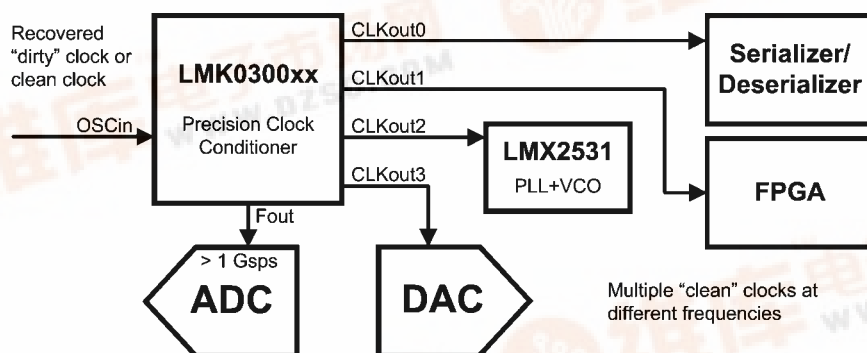 Recovered
“dirty” clock or
clean clock
OSCin
LMK0300xx
Precision Clock
Conditioner
CLKout0
CLKout1
CLKout2
CLKout3
Fout
Serializer/
Deserializer
LMX2531
PLL+VCO
FPGA
> 1 Gsps
ADC
DAC
Multiple “clean” clocks at
different frequencies